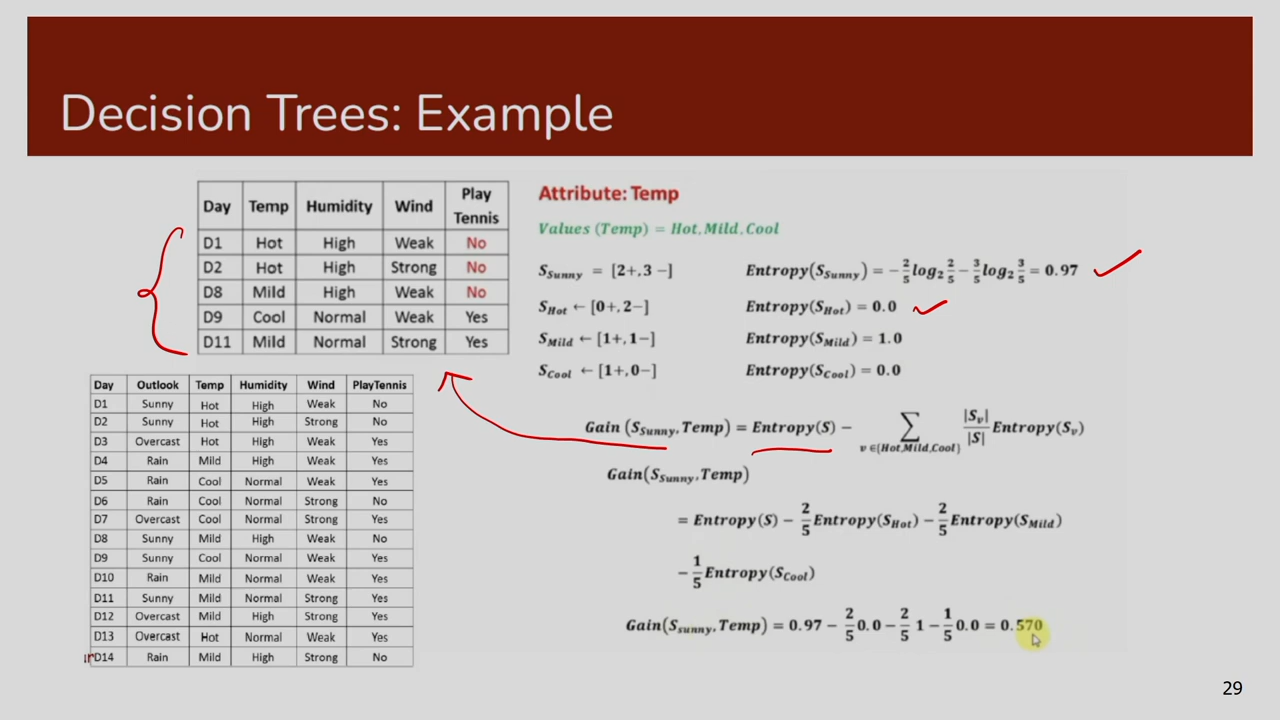 Decision Trees: Example
Day Temp Humidity Wind Play Tennis
D1 Hot High Weak No
D2 Hot High Strong No
D8 Mild High Weak No
D9 Cool Normal Weak Yes
D11 Mild Normal Strong Yes
Day Outlook Temp Humidity Wind PlayTennis
D1 Sunny Hot High Weak No
D2 Sunny Hot High Strong No
D3 Overcast Hot High Weak Yes
D4 Rain Mild High Weak Yes
D5 Rain Cool Normal Weak Yes
D6 Rain Cool Normal Strong No
D7 Overcast Cool Normal Strong Yes
D8 Sunny Mild High Weak No
D9 Sunny Cool Normal Weak Yes
D10 Rain Mild Normal Weak Yes
D11 Sunny Mild Normal Strong Yes
D12 Overcast Mild High Strong Yes
D13 Overcast Hot Normal Weak Yes
D14 Rain Mild High Strong No
Attribute: Temp
Values (Temp) = Hot, Mild, Cool
S_Sunny = [2+, 3 −] Entropy(S_Sunny) = − 2/5 log₂ 2/5 − 3/5 log₂ 3/5 = 0.97
S_Hot ← [0+, 2−] Entropy(S_Hot) = 0.0
S_Mild ← [1+, 1−] Entropy(S_Mild) = 1.0
S_Cool ← [1+, 0−] Entropy(S_Cool) = 0.0
Gain (S_Sunny, Temp) = Entropy(S) − ∑ v∈{Hot,Mild,Cool} |S_v|/|S| Entropy(S_v)
Gain(S_Sunny, Temp)
= Entropy(S) − 2/5 Entropy(S_Hot) − 2/5 Entropy(S_Mild)
− 1/5 Entropy(S_Cool)
Gain(S_sunny, Temp) = 0.97 − 2/5 0.0 − 2/5 1 − 1/5 0.0 = 0.570
29